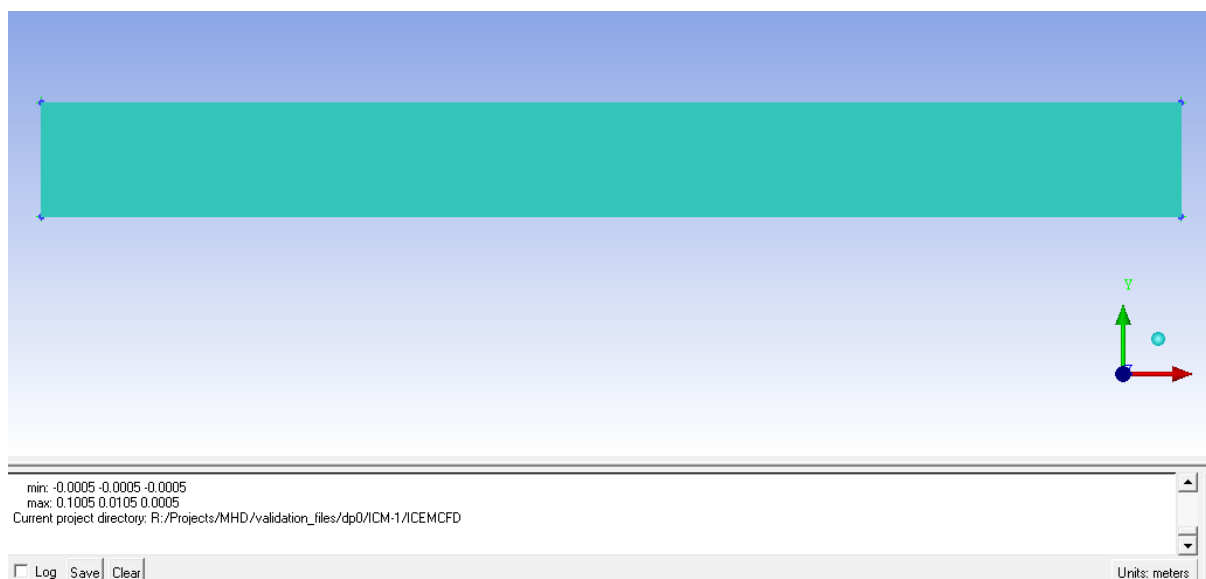 Y
min: -0.0005 -0.0005 -0.0005
max: 0.1005 0.0105 0.0005
Current project directory: R:/Projects/MHD/validation_files/dp0/ICM-1/ICEMCFD
Log Save Clear Units: meters